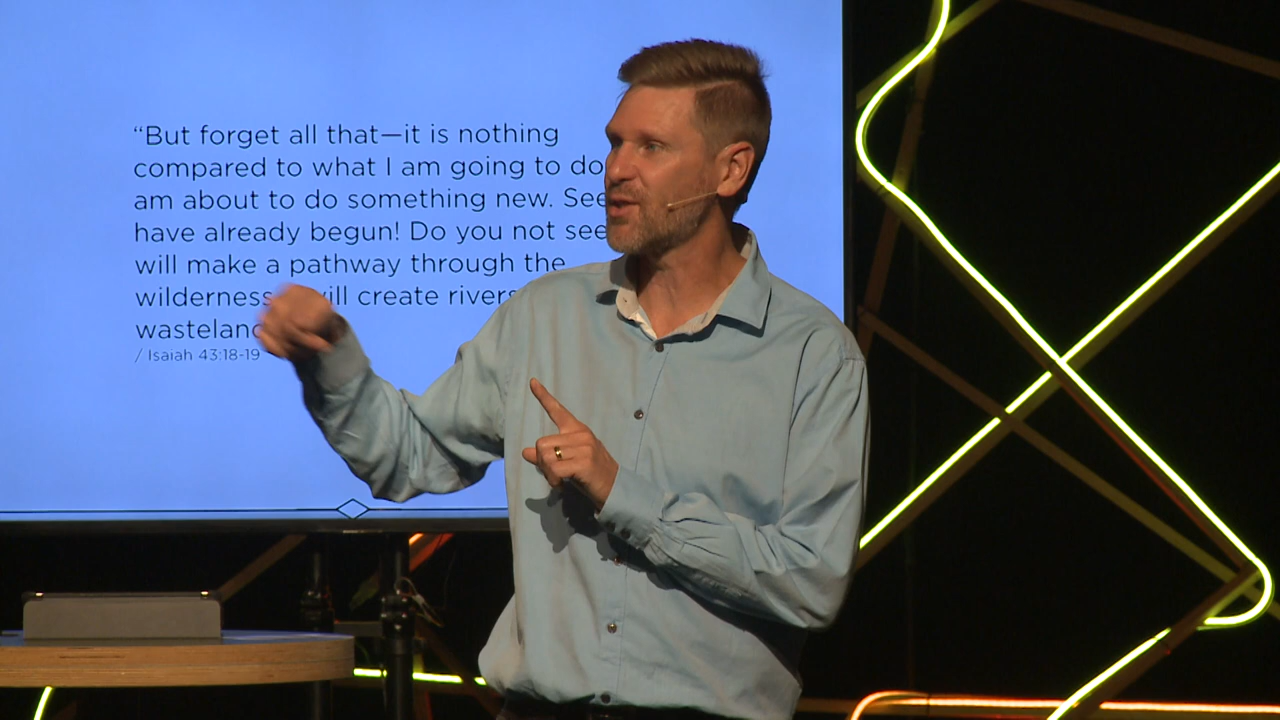 “But forget all that—it is nothing
compared to what I am going to do
am about to do something new. See
have already begun! Do you not see
will make a pathway through the
wilderness will create rivers
/ Isaiah 43:18-19